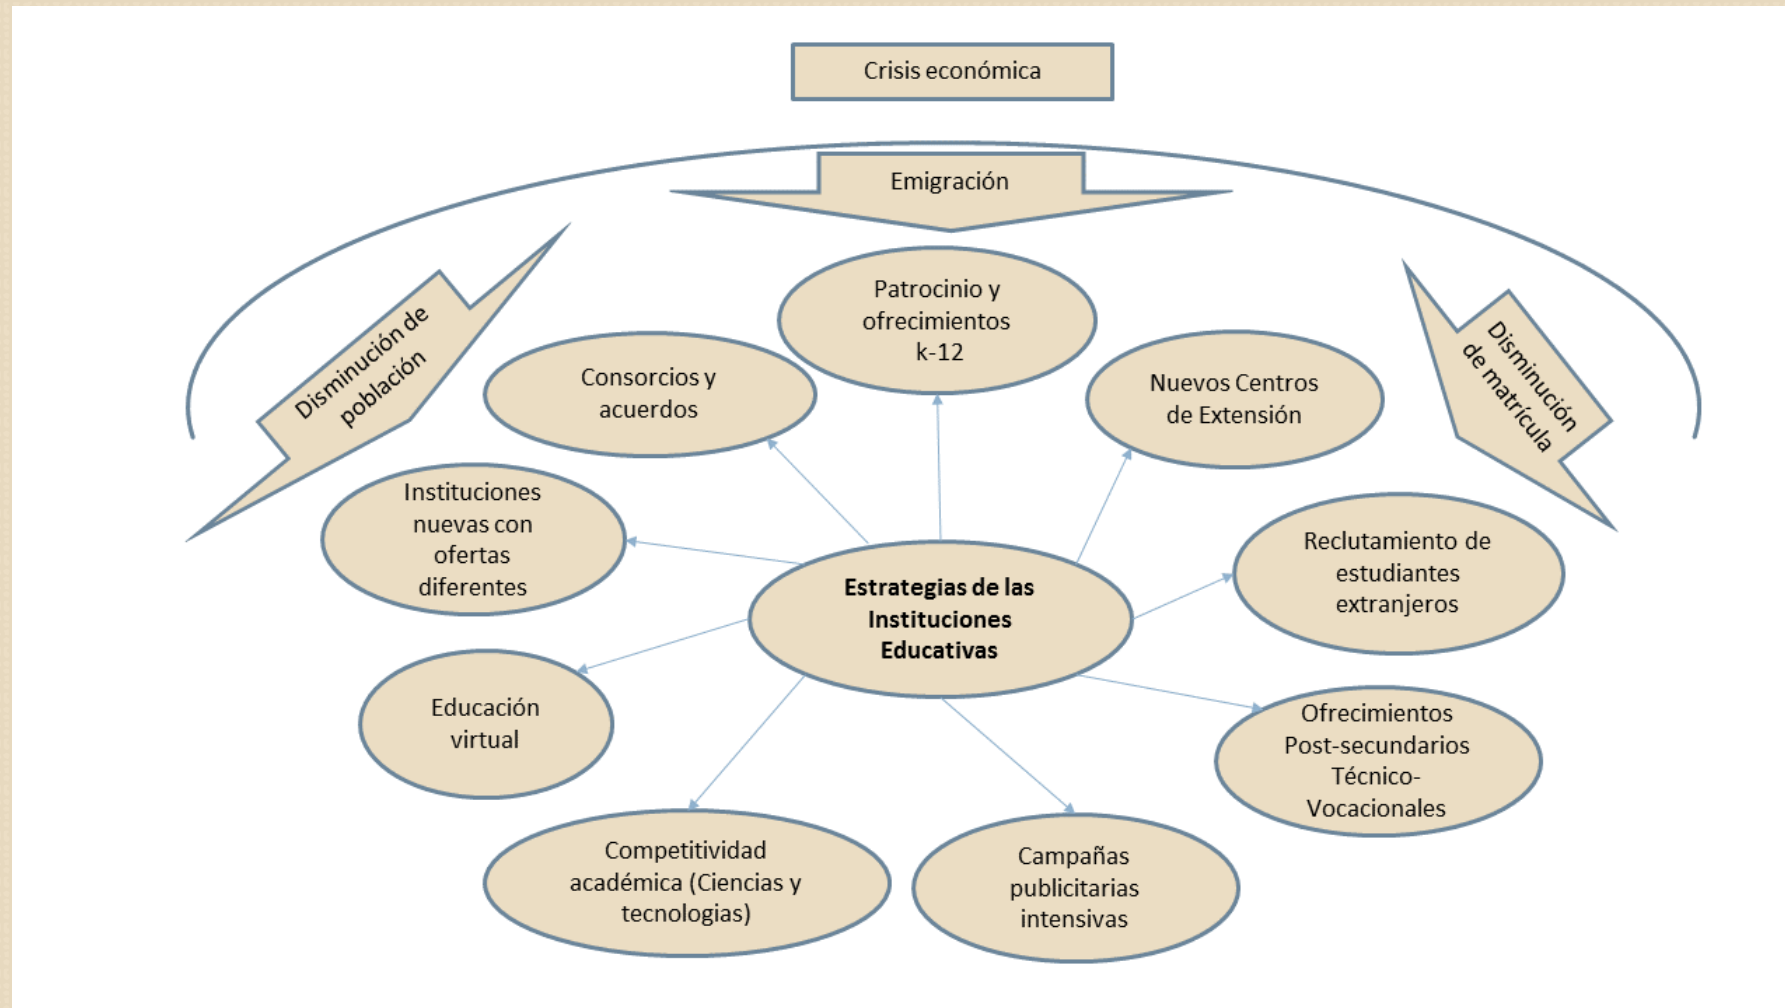 Crisis económica
Emigración
Disminución de
población
Disminución
de matrícula
Patrocinio y
ofrecimientos
k-12
Consorcios y
acuerdos
Nuevos Centros
de Extensión
Instituciones
nuevas con
ofertas
diferentes
Reclutamiento de
estudiantes
extranjeros
Estrategias de las
Instituciones
Educativas
Educación
virtual
Ofrecimientos
Post-secundarios
Técnico-
Vocacionales
Competitividad
académica (Ciencias y
tecnologias)
Campañas
publicitarias
intensivas